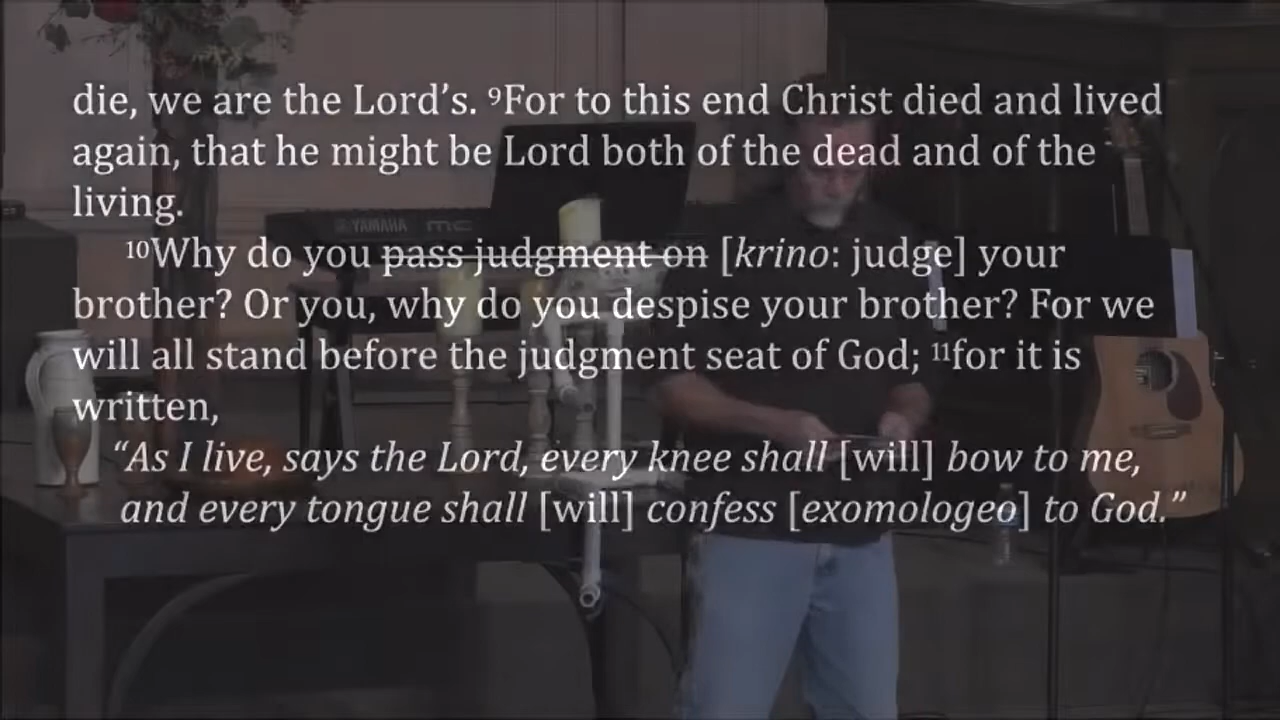 die, we are the Lord’s. ⁹For to this end Christ died and lived
again, that he might be Lord both of the dead and of the
living.
¹⁰Why do you pass judgment on [krino: judge] your
brother? Or you, why do you despise your brother? For we
will all stand before the judgment seat of God; ¹¹for it is
written,
“As I live, says the Lord, every knee shall [will] bow to me,
and every tongue shall [will] confess [exomologeo] to God.”
YAMAHA